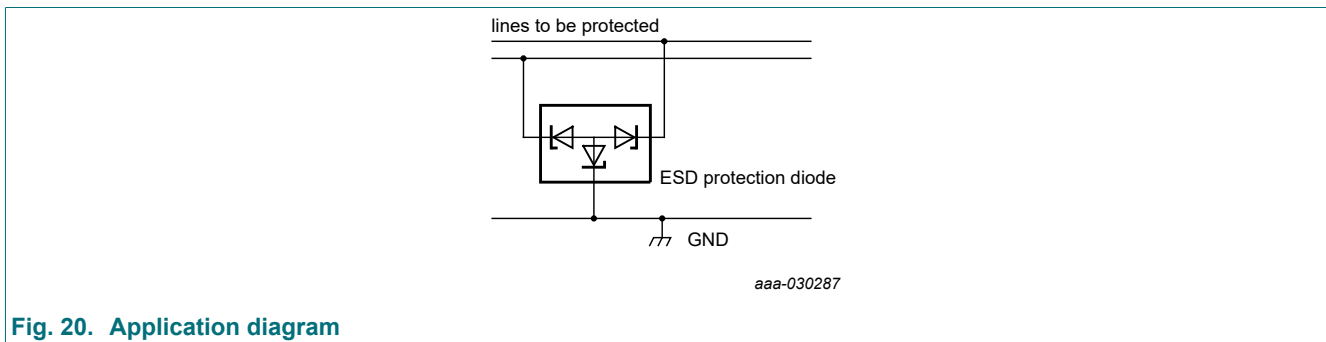 lines to be protected
ESD protection diode
GND
aaa-030287
Fig. 20. Application diagram